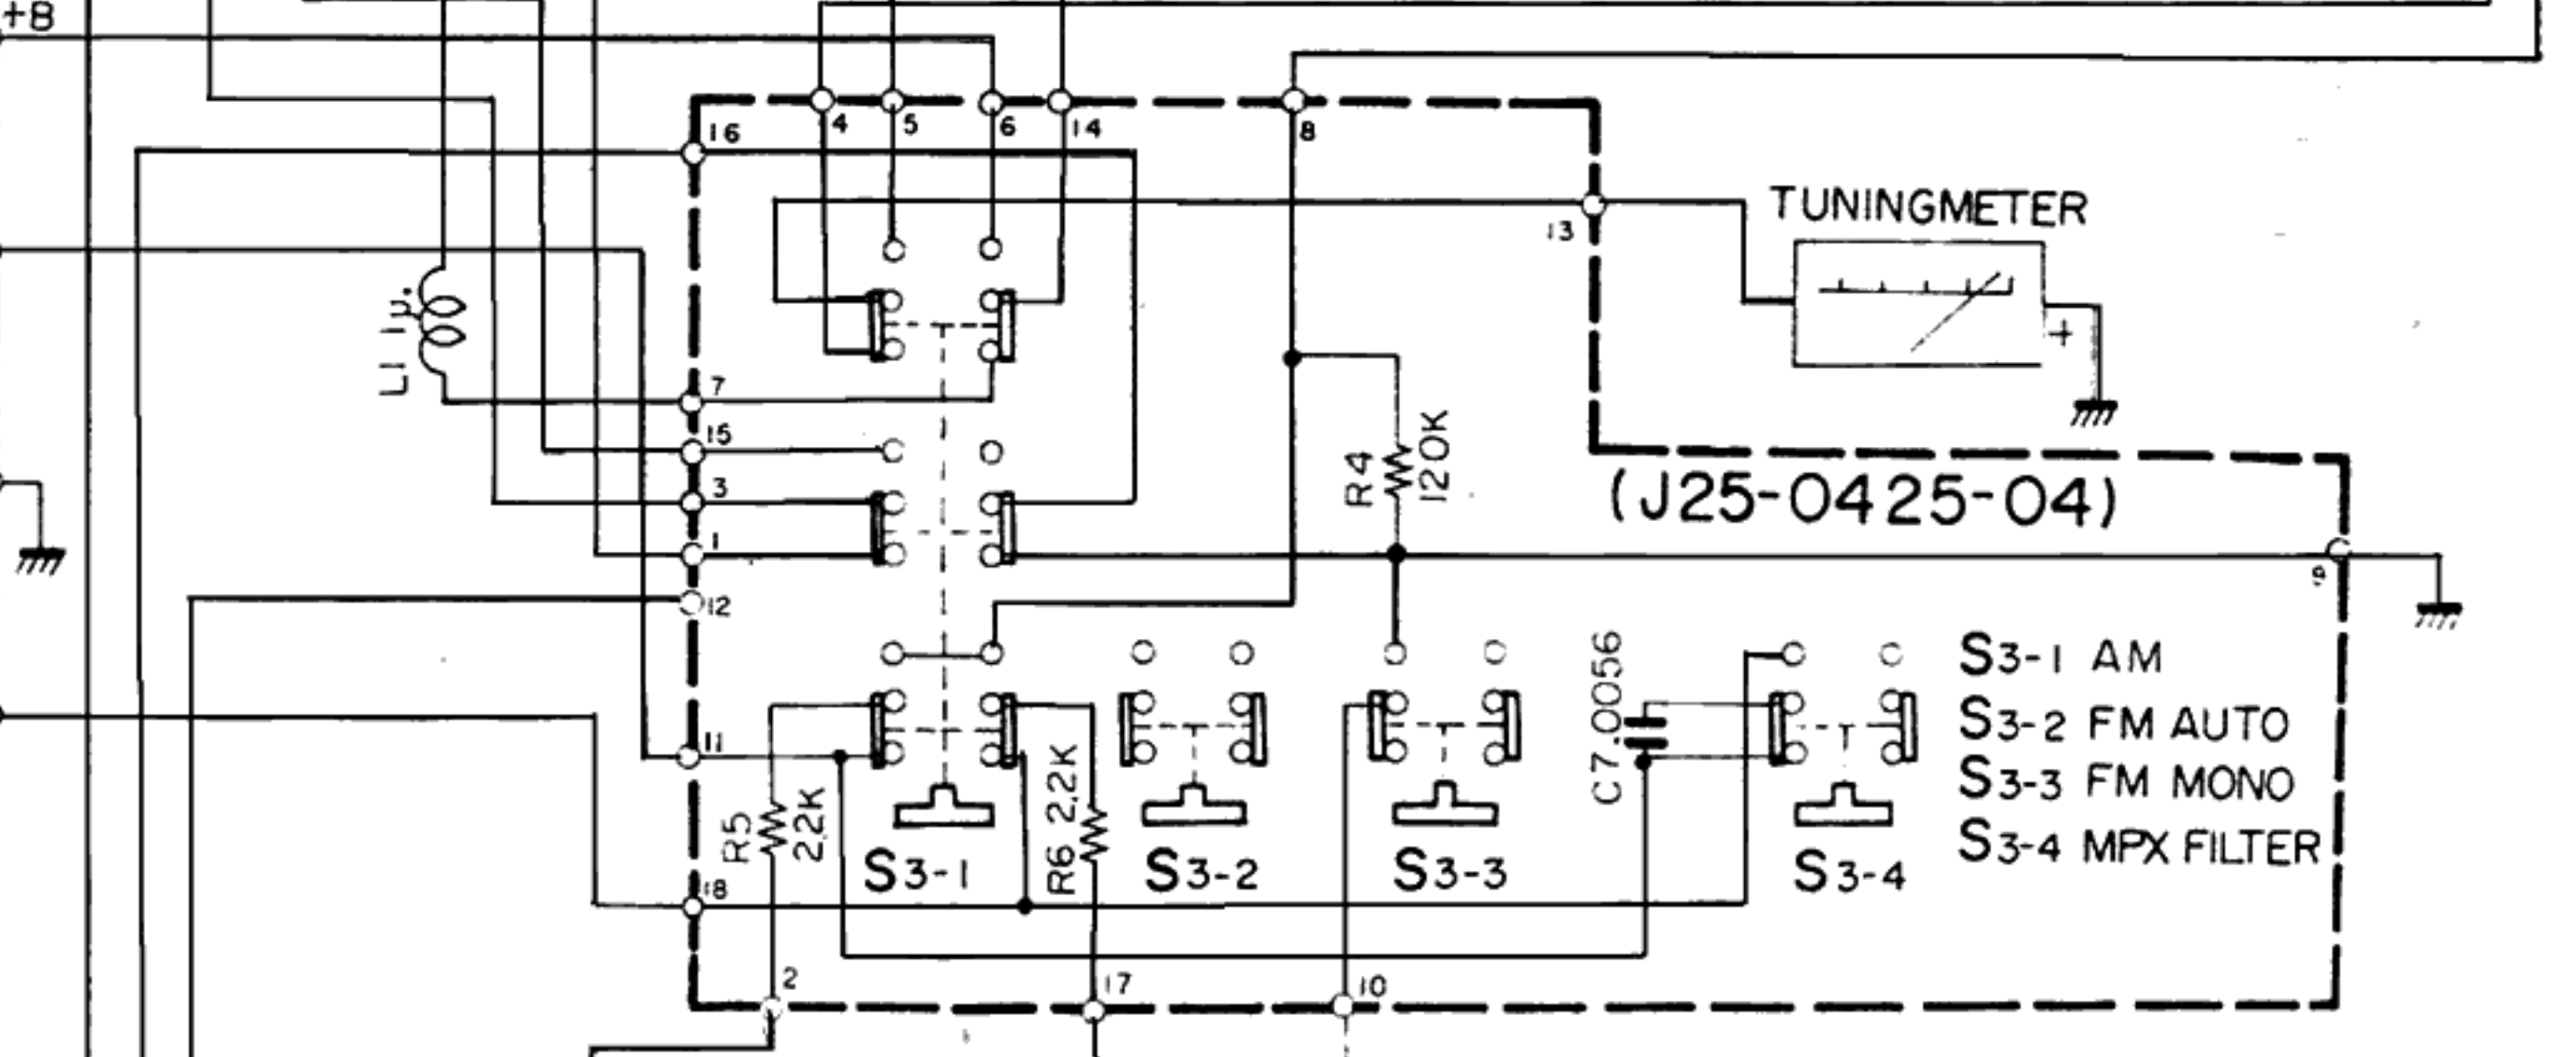 +B
4
5
6
14
8
16
13
TUNINGMETER
+
L1 1μ.
7
15
3
1
12
R4
120K
(J25-0425-04)
9
11
18
R5
2.2K
R6 2.2K
C7.0056
S3-1
S3-2
S3-3
S3-4
S3-1 AM
S3-2 FM AUTO
S3-3 FM MONO
S3-4 MPX FILTER
2
17
10